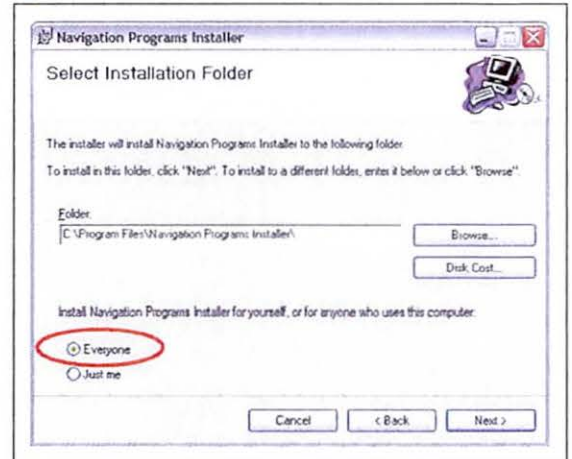 Navigation Programs Installer
Select Installation Folder
The installer will install Navigation Programs Installer to the following folder.
To install in this folder, click "Next". To install to a different folder, enter it below or click "Browse".
Folder:
C:\Program Files\Navigation Programs Installer\
Browse...
Disk Cost...
Install Navigation Programs Installer for yourself, or for anyone who uses this computer:
Everyone
Just me
Cancel
< Back
Next >